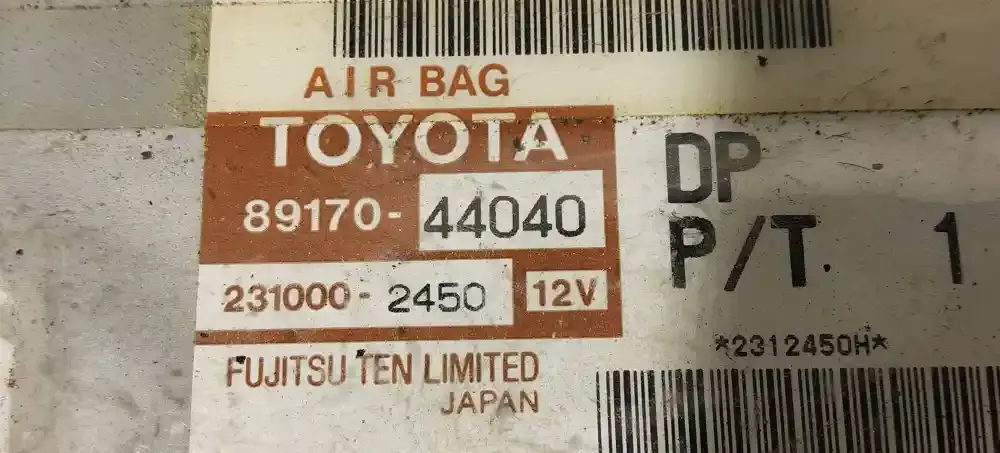 AIR BAG
TOYOTA
89170-44040
231000-2450 12V
FUJITSU TEN LIMITED
JAPAN
DP
P/T. 1
*2312450H*